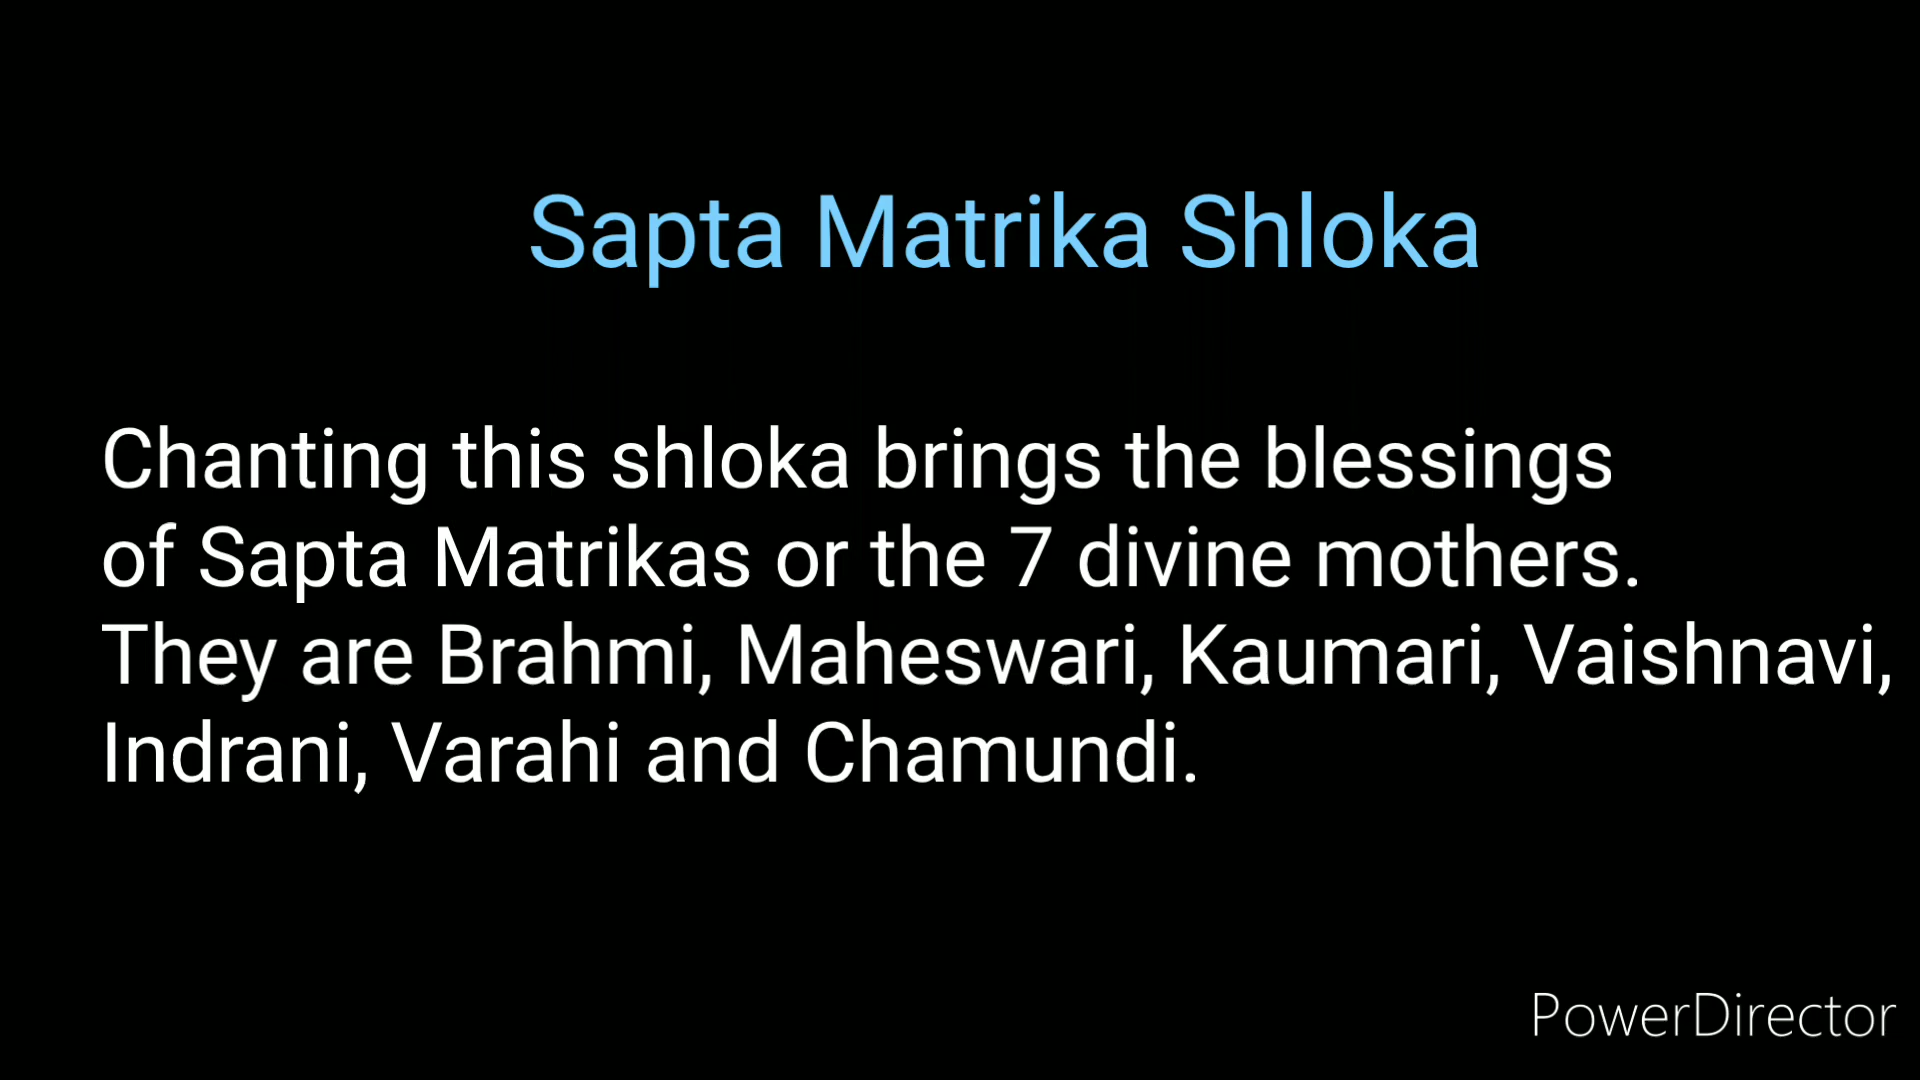 Sapta Matrika Shloka
Chanting this shloka brings the blessings
of Sapta Matrikas or the 7 divine mothers.
They are Brahmi, Maheswari, Kaumari, Vaishnavi,
Indrani, Varahi and Chamundi.
PowerDirector